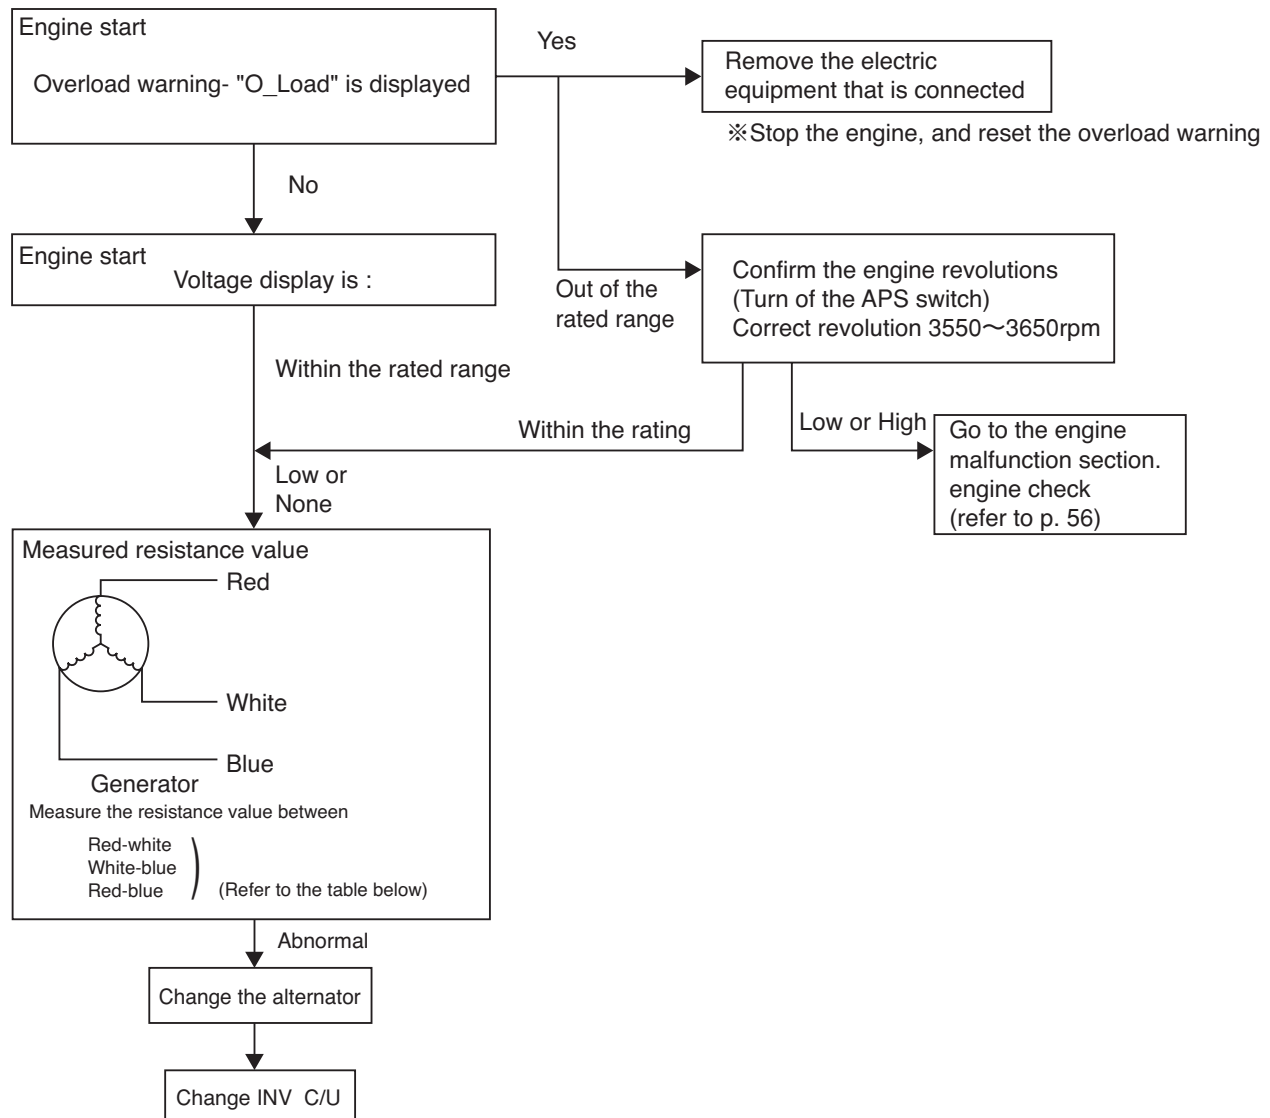 Engine start
Overload warning- "O_Load" is displayed
Yes
Remove the electric
equipment that is connected
※Stop the engine, and reset the overload warning
No
Engine start
Voltage display is :
Out of the
rated range
Confirm the engine revolutions
(Turn of the APS switch)
Correct revolution 3550～3650rpm
Within the rated range
Within the rating
Low or High
Go to the engine
malfunction section.
engine check
(refer to p. 56)
Low or
None
Measured resistance value
Red
White
Blue
Generator
Measure the resistance value between
Red-white
White-blue
Red-blue
(Refer to the table below)
Abnormal
Change the alternator
Change INV C/U